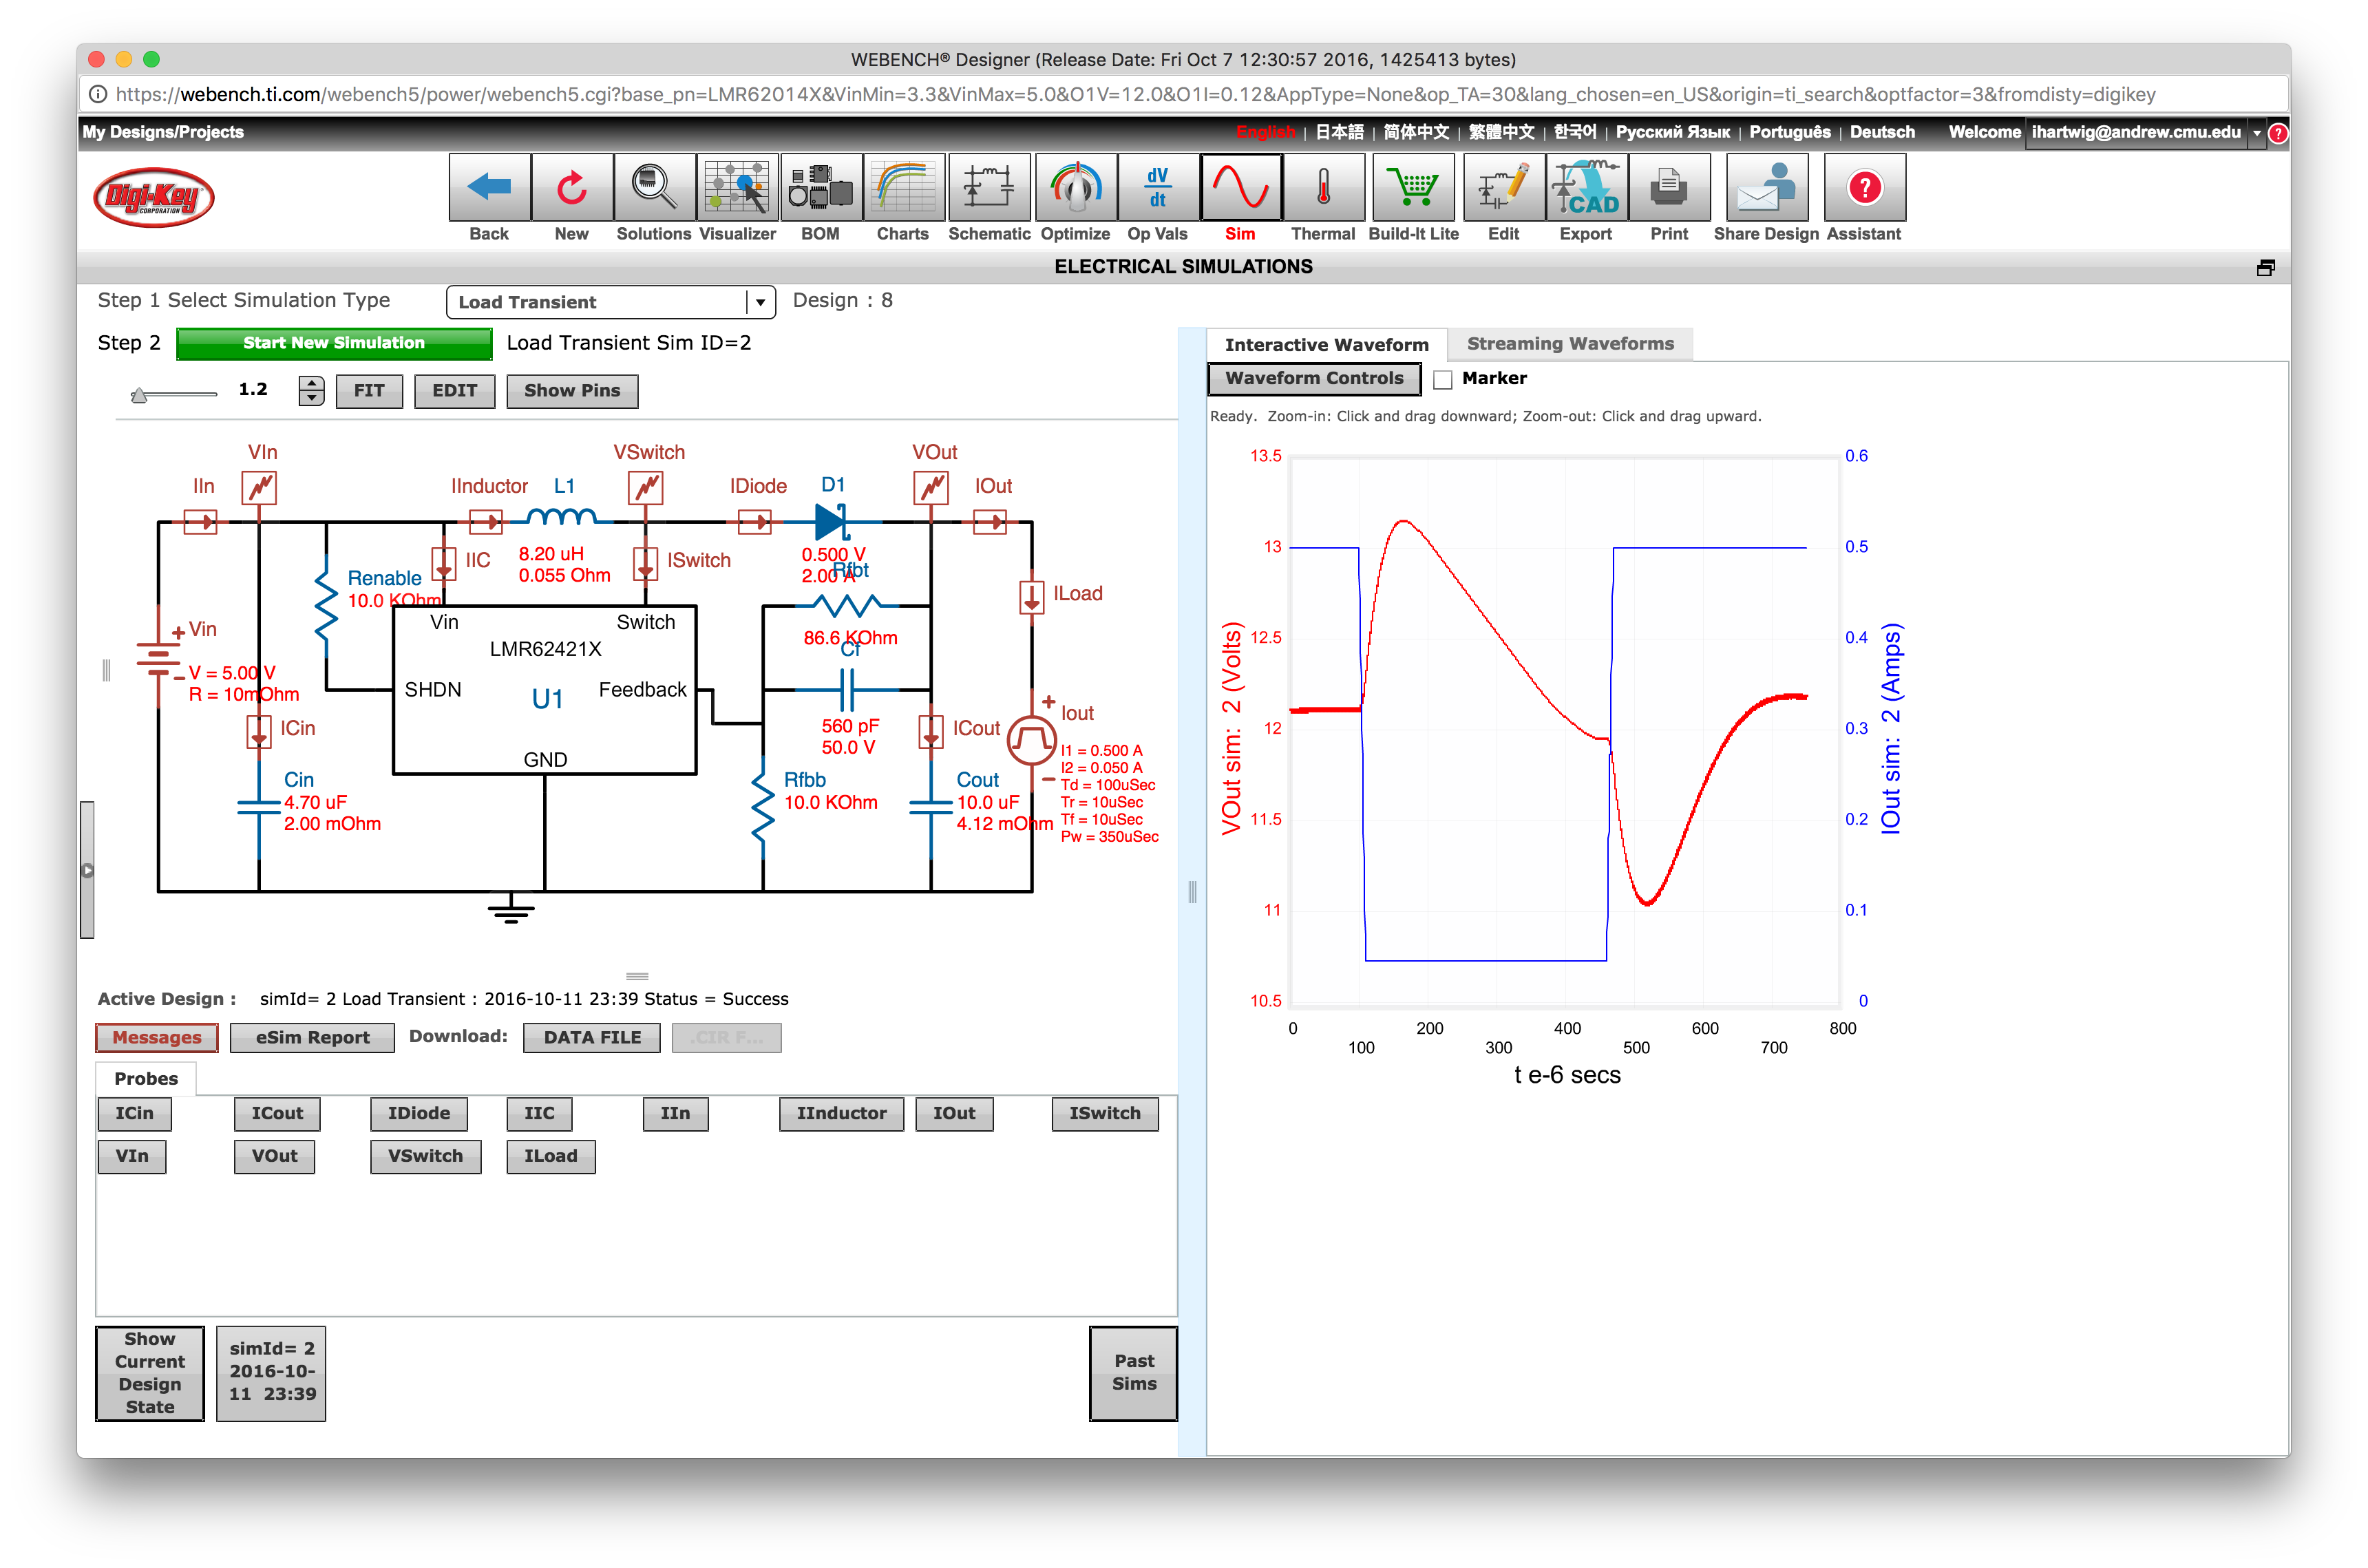 WEBENCH® Designer (Release Date: Fri Oct 7 12:30:57 2016, 1425413 bytes)
https://webench.ti.com/webench5/power/webench5.cgi?base_pn=LMR62014X&VinMin=3.3&VinMax=5.0&O1V=12.0&O1I=0.12&AppType=None&op_TA=30&lang_chosen=en_US&origin=ti_search&optfactor=3&fromdisty=digikey
My Designs/Projects
English | 日本語 | 简体中文 | 繁體中文 | 한국어 | Русский Язык | Português | Deutsch Welcome ihartwig@andrew.cmu.edu ?
Digi-Key
CORPORATION
dV
dt
CAD
?
Back New Solutions Visualizer BOM Charts Schematic Optimize Op Vals Sim Thermal Build-It Lite Edit Export Print Share Design Assistant
ELECTRICAL SIMULATIONS
Step 1 Select Simulation Type Load Transient Design : 8
Step 2 Start New Simulation Load Transient Sim ID=2
1.2 FIT EDIT Show Pins
VIn VSwitch VOut
IIn IInductor L1 IDiode D1 IOut
IIC 8.20 uH ISwitch 0.500 V
0.055 Ohm 2.00 A Rfbt
Renable ILoad
10.0 KOhm
Vin Switch
+ Vin 86.6 KOhm
LMR62421X Cf
V = 5.00 V
R = 10mOhm
SHDN Feedback
U1
+ Iout
ICin 560 pF ICout
50.0 V
I1 = 0.500 A
I2 = 0.050 A
Td = 100uSec
Tr = 10uSec
Tf = 10uSec
Pw = 350uSec
GND
Cin Rfbb Cout
4.70 uF 10.0 KOhm 10.0 uF
2.00 mOhm 4.12 mOhm
Active Design : simId= 2 Load Transient : 2016-10-11 23:39 Status = Success
Messages eSim Report Download: DATA FILE .CIR F...
Probes
ICin ICout IDiode IIC IIn IInductor IOut ISwitch
VIn VOut VSwitch ILoad
Show
Current
Design
State
simId= 2
2016-10-
11 23:39
Past
Sims
Interactive Waveform Streaming Waveforms
Waveform Controls Marker
Ready. Zoom-in: Click and drag downward; Zoom-out: Click and drag upward.
13.5 0.6
13 0.5
12.5 0.4
12 0.3
11.5 0.2
11 0.1
10.5 0
VOut sim: 2 (Volts)
IOut sim: 2 (Amps)
0 200 400 600 800
100 300 500 700
t e-6 secs